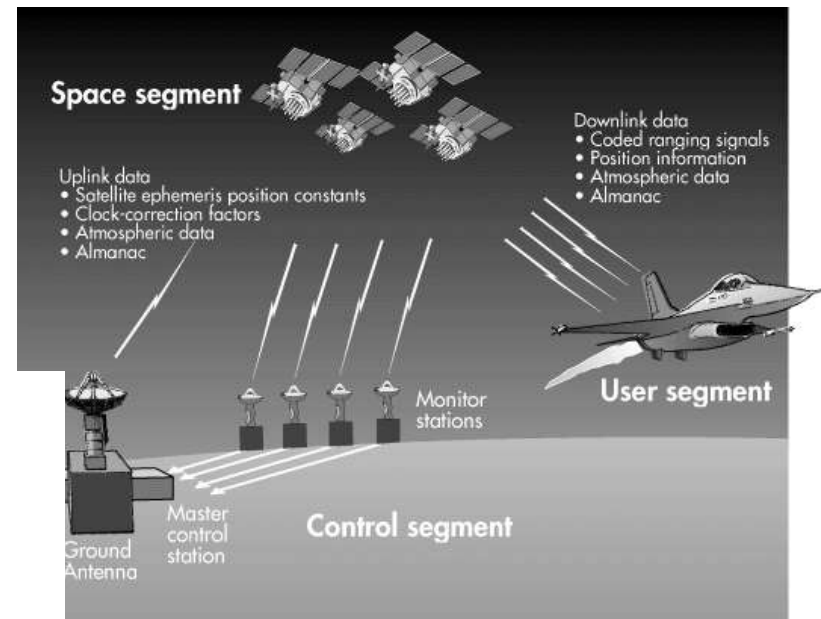 Space segment
Uplink data
• Satellite ephemeris position constants
• Clock-correction factors
• Atmospheric data
• Almanac
Downlink data
• Coded ranging signals
• Position information
• Atmospheric data
• Almanac
User segment
Monitor
stations
Master
control
station
Control segment
Ground
Antenna